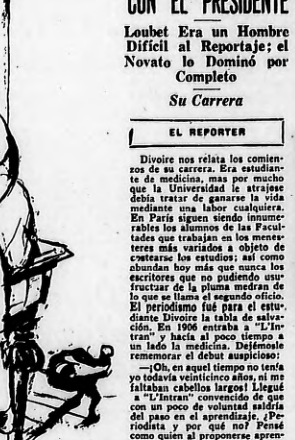 CON EL PRESIDENTE
Loubet Era un Hombre
Difícil al Reportaje; el
Novato lo Dominó por
Completo
Su Carrera
EL REPORTER
Divoire nos relata los comien-
zos de su carrera. Era estudian-
te de medicina, mas por mucho
que la Universidad le atrajese
debía tratar de ganarse la vida
mediante una labor cualquiera.
En París siguen siendo innume-
rables los alumnos de las Facul-
tades que trabajan en los menes-
teres más variados a objeto de
costearse los estudios; así como
abundan hoy más que nunca los
escritores que no pudiendo usu-
fructuar de la pluma medran de
lo que se llama el segundo oficio.
El periodismo fué para el estu-
diante Divoire la tabla de salva-
ción. En 1906 entraba a "L'In-
tran" y hacía al poco tiempo a
un lado la medicina. Dejémosle
rememorar el debut auspicioso:
—¡Oh, en aquel tiempo no tenía
yo todavía veinticinco años, ni me
faltaban cabellos largos! Llegué
a "L'Intran" convencido de que
con un poco de voluntad saldría
del paso en el aprendizaje. ¿Pe-
riodista y por qué no? Pensé
como quien al proponerse apren-